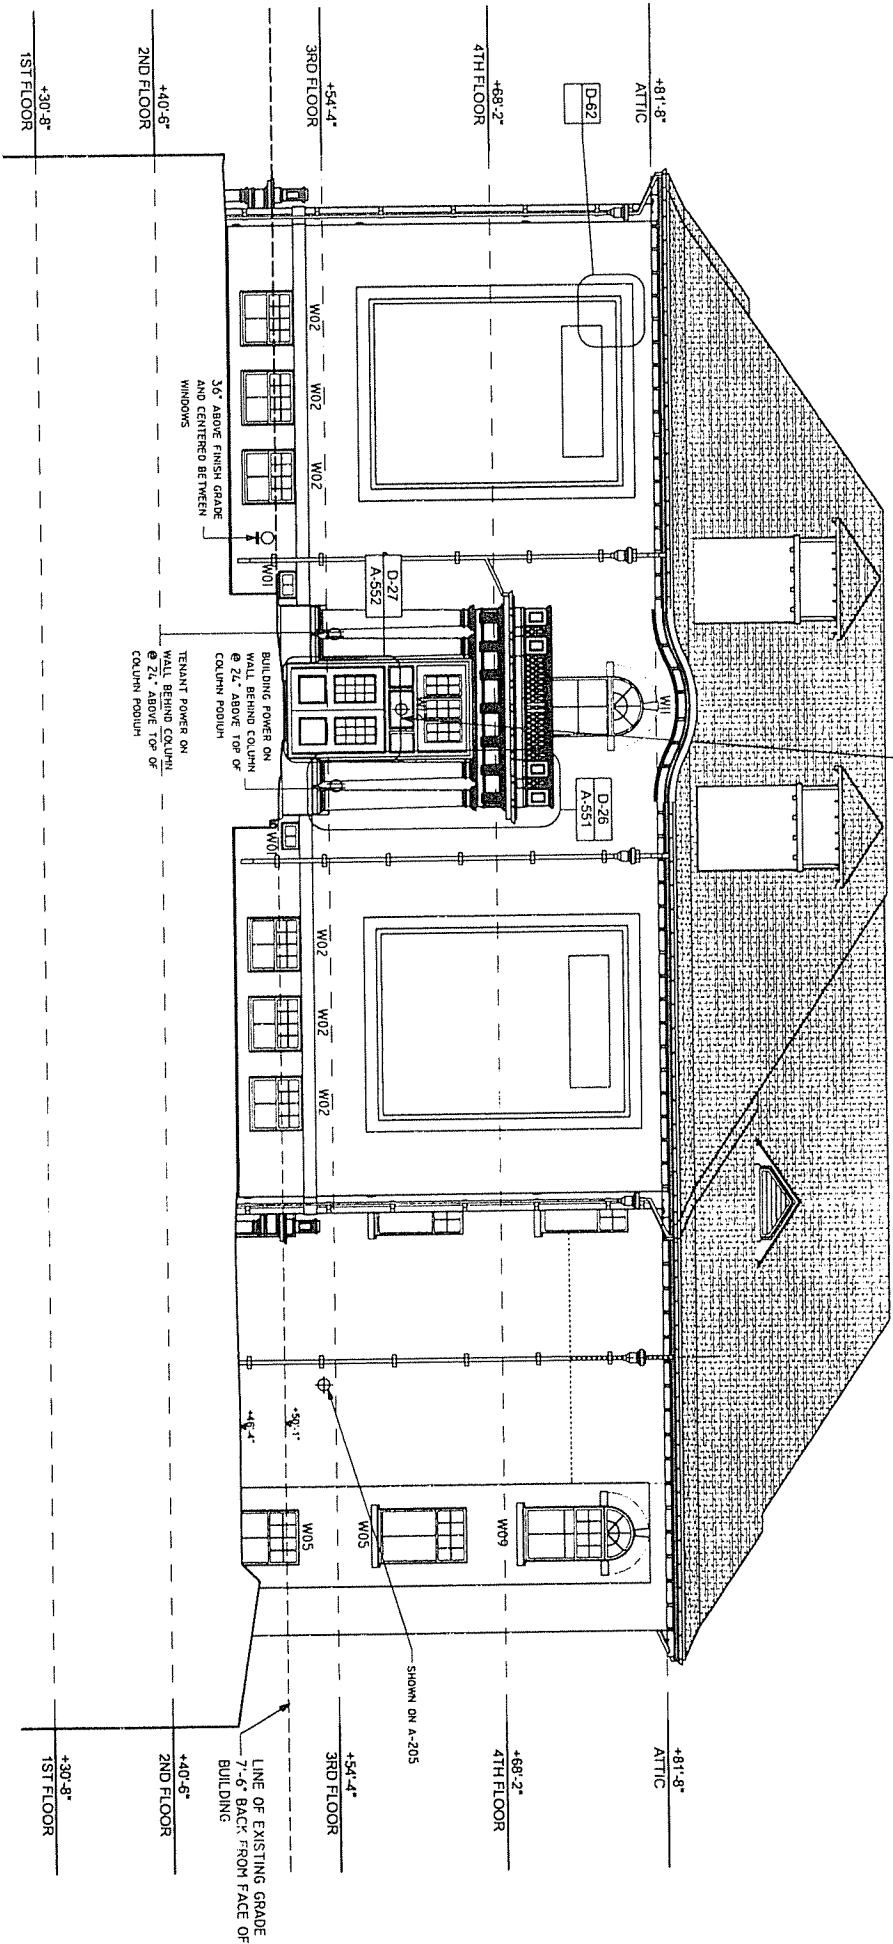 +81'-8"
ATTIC
D-62
+68'-2"
4TH FLOOR
+54'-4"
3RD FLOOR
+40'-6"
2ND FLOOR
+30'-8"
1ST FLOOR
W02
W02
W02
36" ABOVE FINISH GRADE
AND CENTERED BETWEEN
WINDOWS
W01
D-27
A-552
W11
D-26
A-551
BUILDING POWER ON
WALL BEHIND COLUMN
@ 24" ABOVE TOP OF
COLUMN PODIUM
TENANT POWER ON
WALL BEHIND COLUMN
@ 24" ABOVE TOP OF
COLUMN PODIUM
W01
W02
W02
W02
+50'-1"
+46'-4"
W09
W05
W05
SHOWN ON A-205
+81'-8"
ATTIC
+68'-2"
4TH FLOOR
+54'-4"
3RD FLOOR
LINE OF EXISTING GRADE
7'-6" BACK FROM FACE OF
BUILDING
+40'-6"
2ND FLOOR
+30'-8"
1ST FLOOR